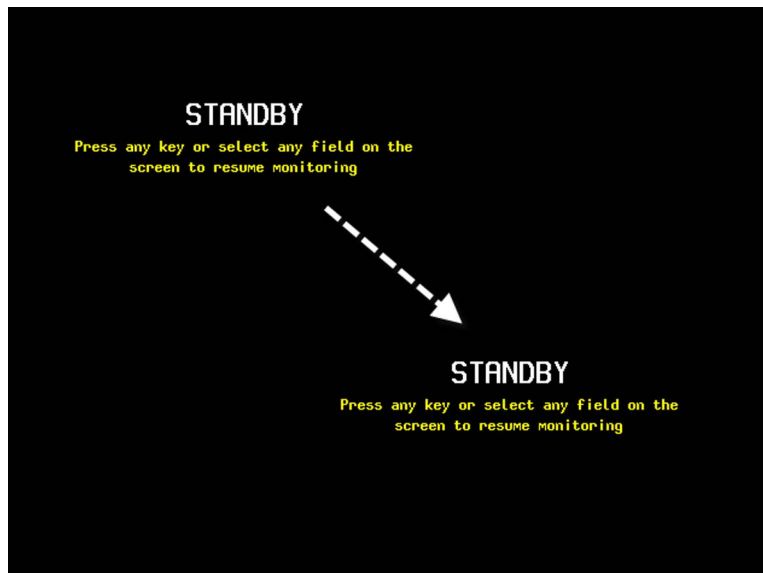 STANDBY
Press any key or select any field on the
screen to resume monitoring
STANDBY
Press any key or select any field on the
screen to resume monitoring